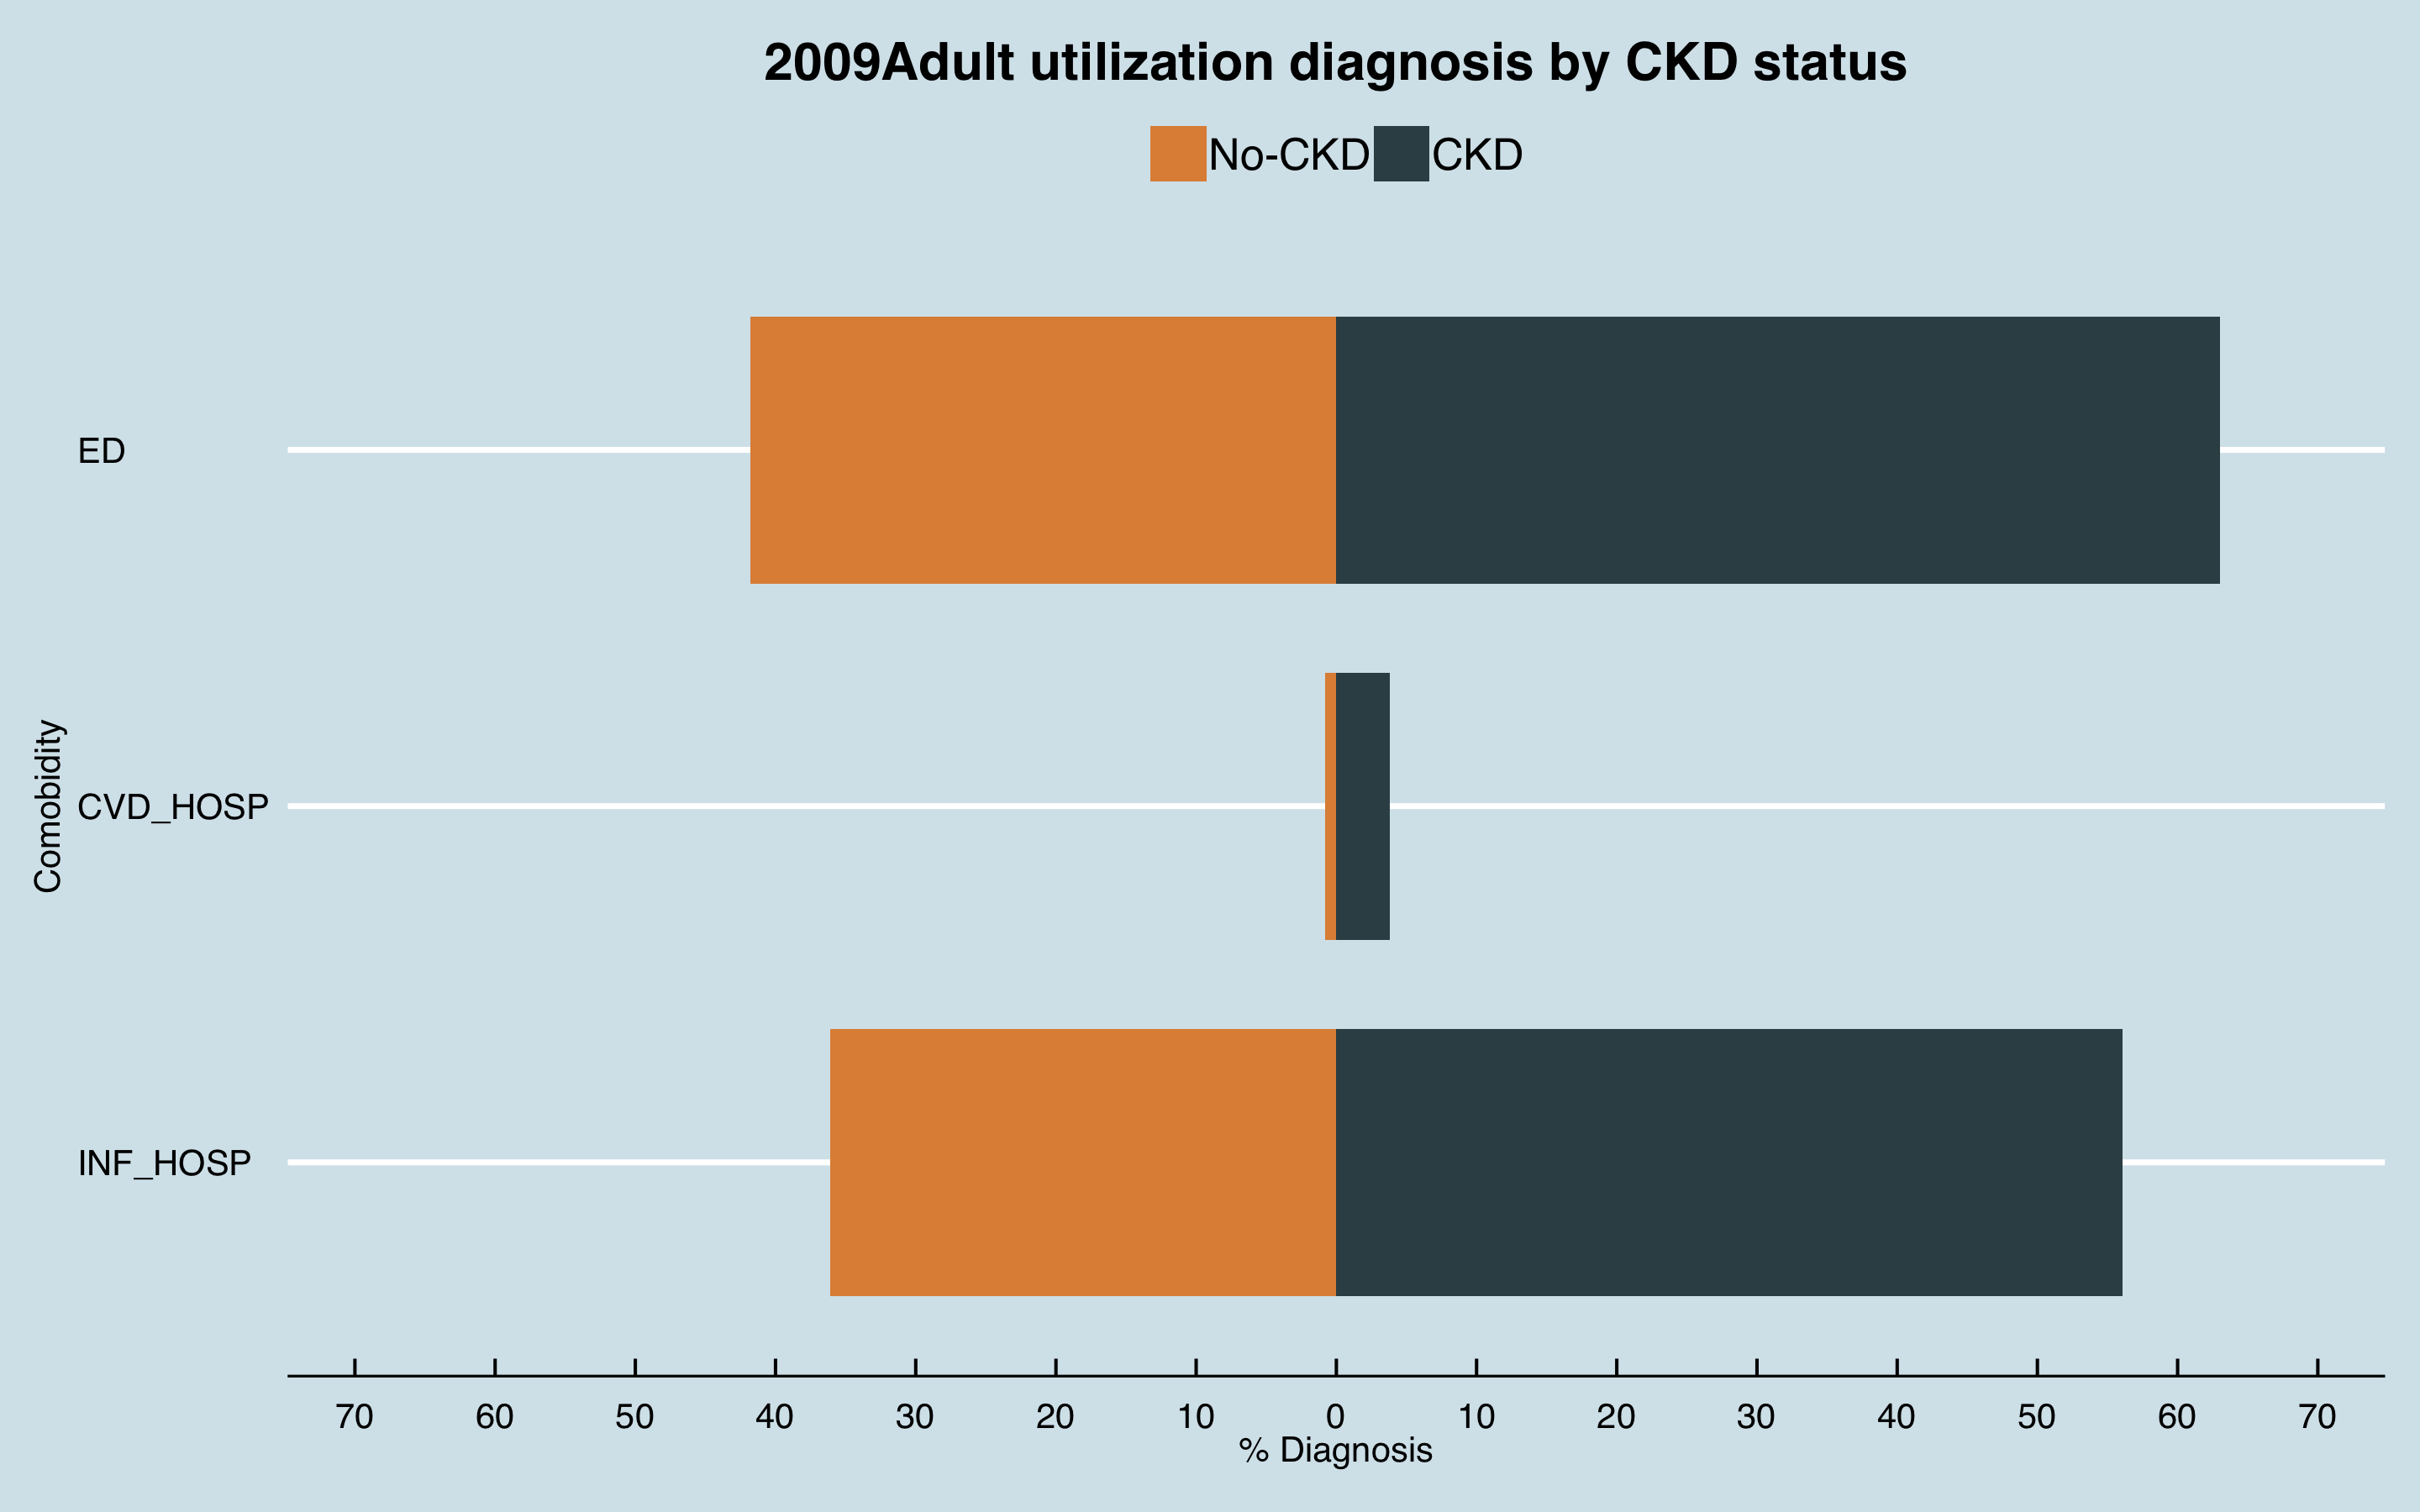 2009Adult utilization diagnosis by CKD status
No-CKD CKD
ED
CVD_HOSP
INF_HOSP
Comobidity
70 60 50 40 30 20 10 0 10 20 30 40 50 60 70
% Diagnosis